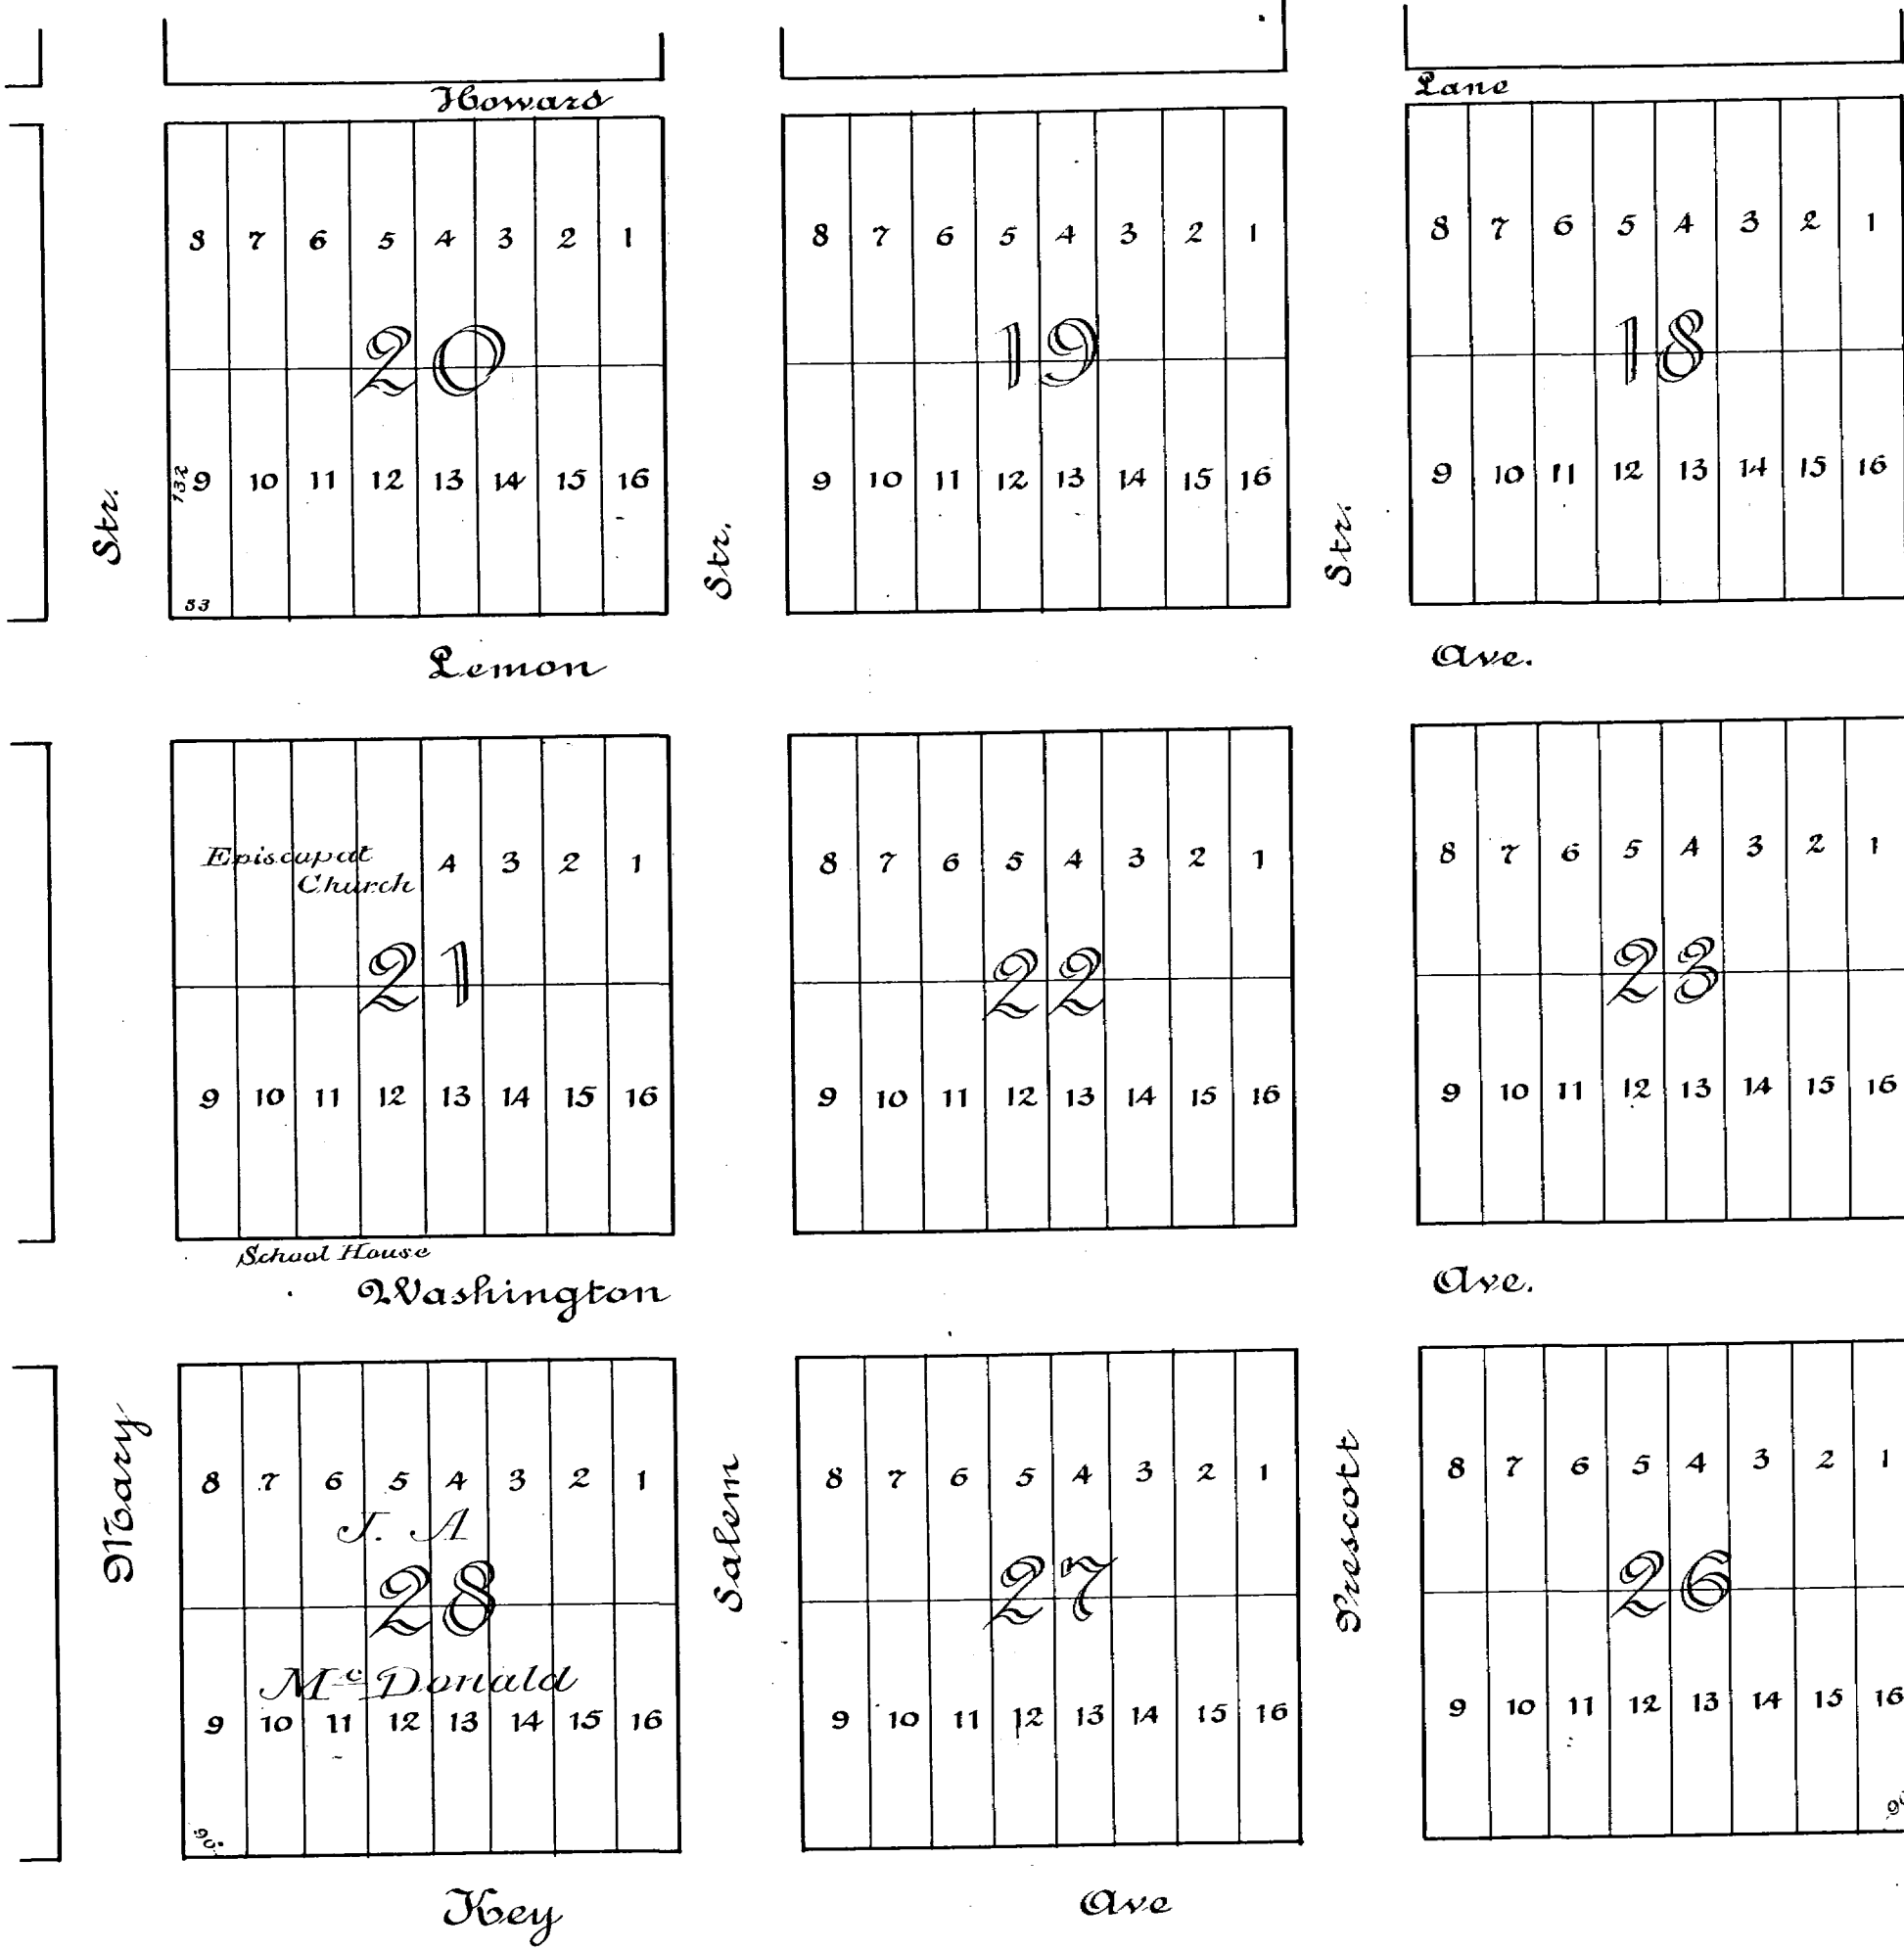 Howard Lane
8 7 6 5 4 3 2 1
20
132
9 10 11 12 13 14 15 16
33
8 7 6 5 4 3 2 1
19
9 10 11 12 13 14 15 16
8 7 6 5 4 3 2 1
18
9 10 11 12 13 14 15 16
Str.
Str.
Str.
Lemon Ave.
Episcapat
Church
4 3 2 1
21
9 10 11 12 13 14 15 16
School House
8 7 6 5 4 3 2 1
22
9 10 11 12 13 14 15 16
8 7 6 5 4 3 2 1
23
9 10 11 12 13 14 15 16
Washington Ave.
Mary
8 7 6 5 4 3 2 1
J. A
28
Mc Donald
9 10 11 12 13 14 15 16
90°
Salem
8 7 6 5 4 3 2 1
27
9 10 11 12 13 14 15 16
Prescott
8 7 6 5 4 3 2 1
26
9 10 11 12 13 14 15 16
Key Ave